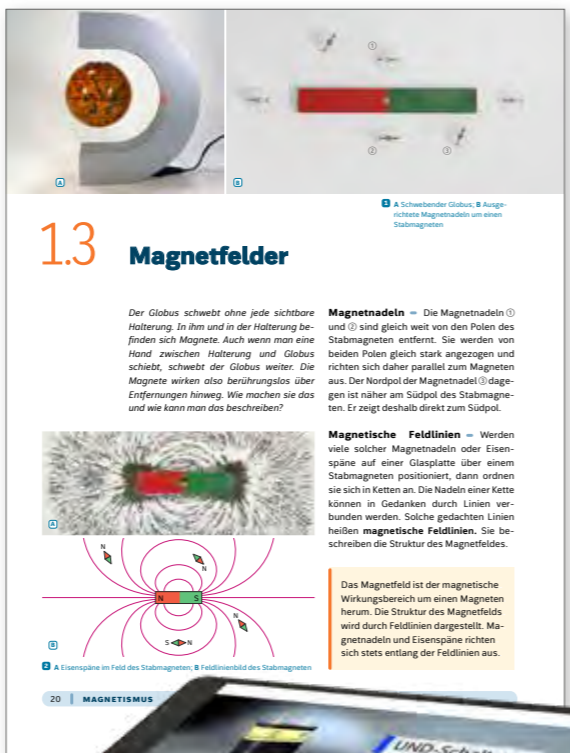 ①
②
③
A
B
1 A Schwebender Globus; B Ausge-
richtete Magnetnadeln um einen
Stabmagneten
1.3 Magnetfelder
Der Globus schwebt ohne jede sichtbare
Halterung. In ihm und in der Halterung be-
finden sich Magnete. Auch wenn man eine
Hand zwischen Halterung und Globus
schiebt, schwebt der Globus weiter. Die
Magnete wirken also berührungslos über
Entfernungen hinweg. Wie machen sie das
und wie kann man das beschreiben?
A
N
N
N S
S N
N
B
2 A Eisenspäne im Feld des Stabmagneten; B Feldlinienbild des Stabmagneten
Magnetnadeln – Die Magnetnadeln ①
und ② sind gleich weit von den Polen des
Stabmagneten entfernt. Sie werden von
beiden Polen gleich stark angezogen und
richten sich daher parallel zum Magneten
aus. Der Nordpol der Magnetnadel ③ dage-
gen ist näher am Südpol des Stabmagne-
ten. Er zeigt deshalb direkt zum Südpol.
Magnetische Feldlinien – Werden
viele solcher Magnetnadeln oder Eisen-
späne auf einer Glasplatte über einem
Stabmagneten positioniert, dann ordnen
sie sich in Ketten an. Die Nadeln einer Kette
können in Gedanken durch Linien ver-
bunden werden. Solche gedachten Linien
heißen magnetische Feldlinien. Sie be-
schreiben die Struktur des Magnetfeldes.
Das Magnetfeld ist der magnetische
Wirkungsbereich um einen Magneten
herum. Die Struktur des Magnetfelds
wird durch Feldlinien dargestellt. Ma-
gnetnadeln und Eisenspäne richten
sich stets entlang der Feldlinien aus.
20 | MAGNETISMUS